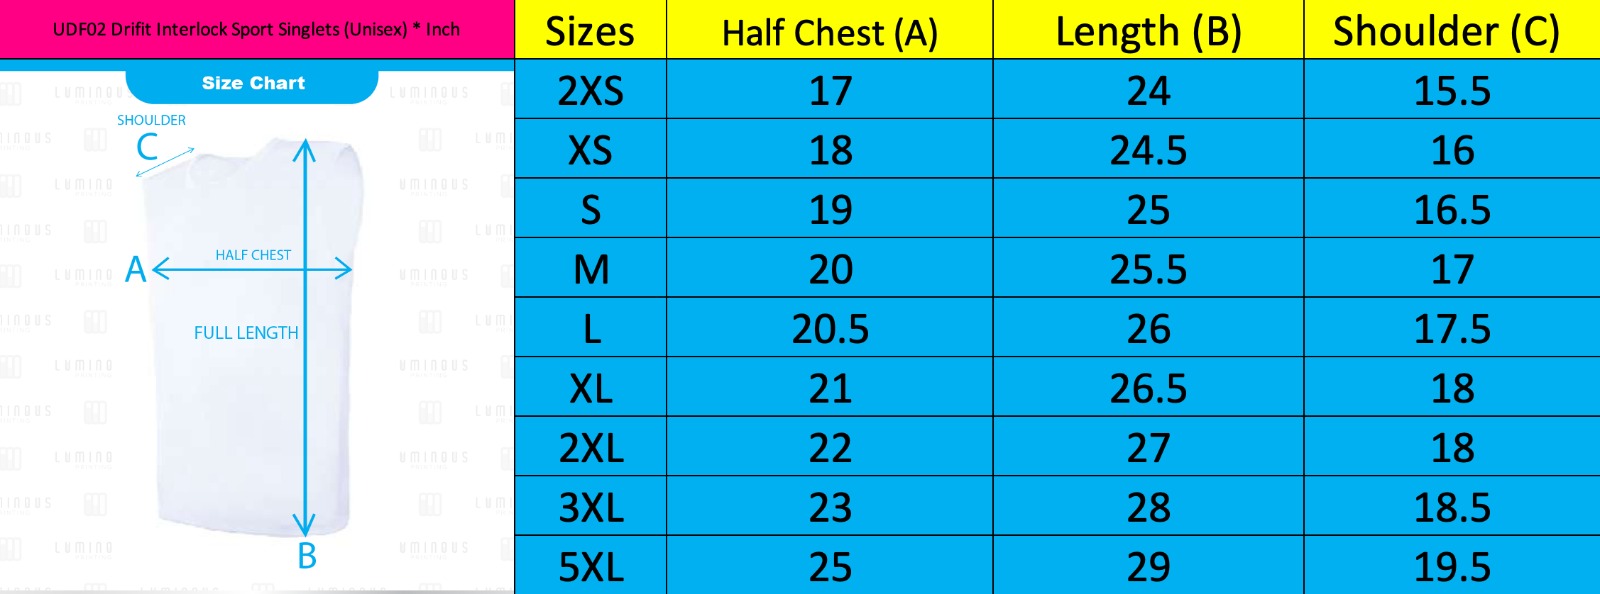 UDF02 Drifit Interlock Sport Singlets (Unisex) * Inch
Size Chart
SHOULDER
C
A
HALF CHEST
FULL LENGTH
B
Sizes Half Chest (A) Length (B) Shoulder (C)
2XS 17 24 15.5
XS 18 24.5 16
S 19 25 16.5
M 20 25.5 17
L 20.5 26 17.5
XL 21 26.5 18
2XL 22 27 18
3XL 23 28 18.5
5XL 25 29 19.5